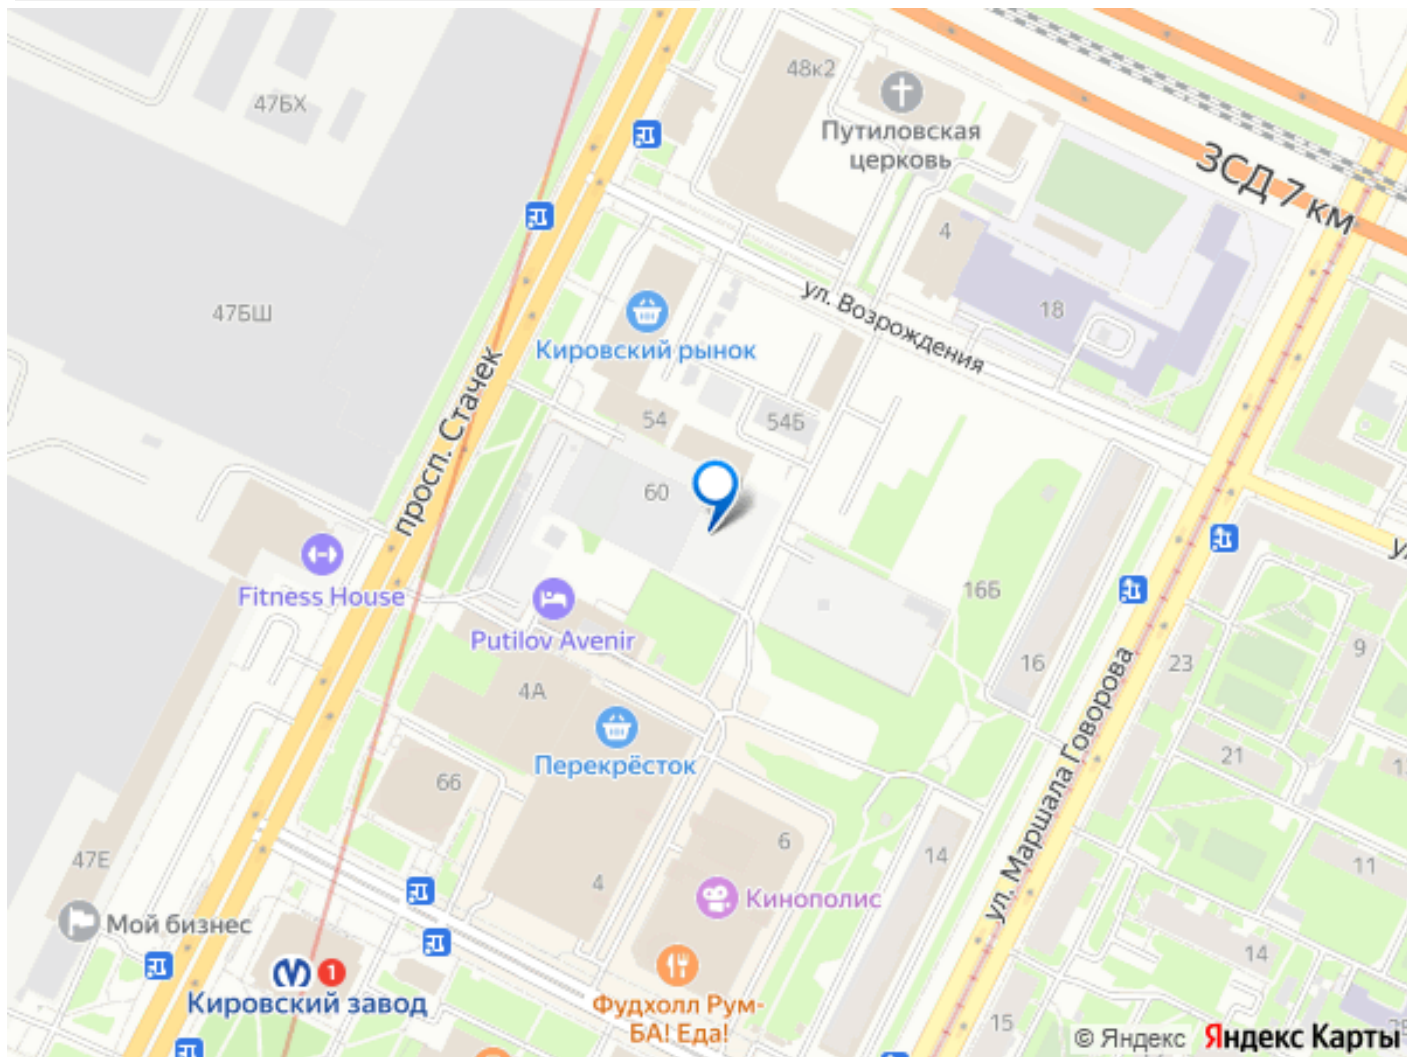 48к2
47БХ
Путиловская
церковь
ЗСД 7 км
4
47БШ
18
ул. Возрождения
Кировский рынок
просп. Стачек
54
54Б
60
Fitness House
Putilov Avenir
16Б
16
23
9
4А
ул. Маршала Говорова
Перекрёсток
21
66
6
14
11
47Е
4
Кинополис
Мой бизнес
14
1
Кировский завод
Фудхолл Рум-
БА! Еда!
15
© Яндекс Яндекс Карты